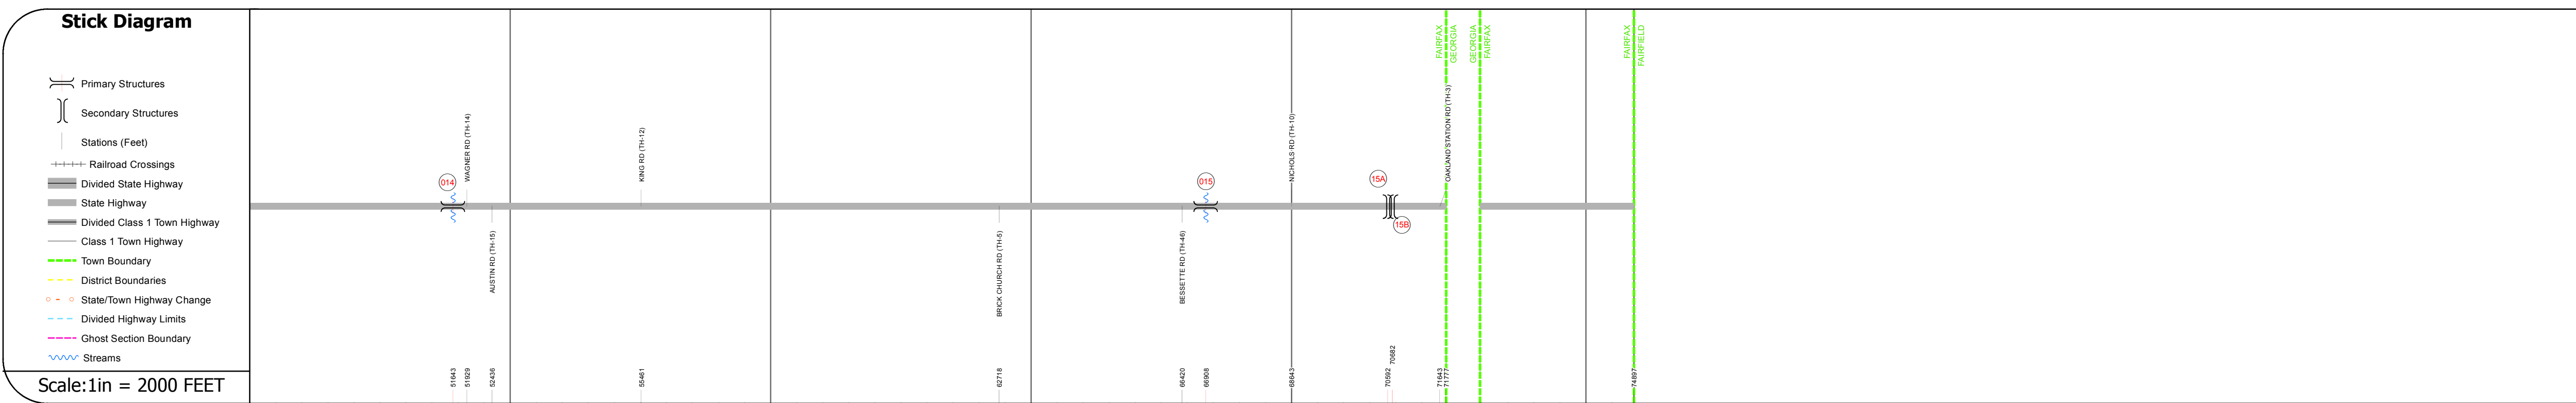 Stick Diagram
Primary Structures
Secondary Structures
Stations (Feet)
Railroad Crossings
Divided State Highway
State Highway
Divided Class 1 Town Highway
Class 1 Town Highway
Town Boundary
District Boundaries
State/Town Highway Change
Divided Highway Limits
Ghost Section Boundary
Streams
Scale:1in = 2000 FEET
014
WAGNER RD (TH-14)
AUSTIN RD (TH-15)
KING RD (TH-12)
BRICK CHURCH RD (TH-5)
BESSETTE RD (TH-46)
015
NICHOLS RD (TH-10)
15A
15B
OAKLAND STATION RD (TH-3)
FAIRFAX
GEORGIA
GEORGIA
FAIRFAX
FAIRFAX
FAIRFIELD
51643
51929
52436
55461
62718
66420
66908
68643
70592
70682
71643
71777
74897